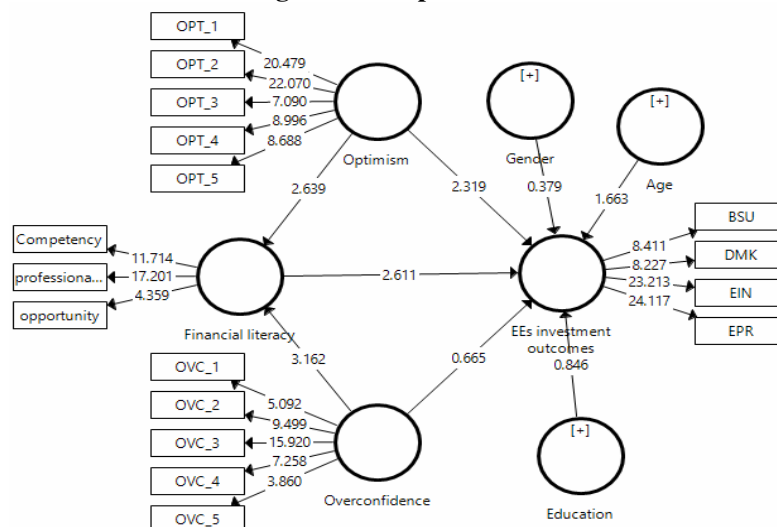 OPT_1
OPT_2
OPT_3
OPT_4
OPT_5
20.479
22.070
7.090
8.996
8.688
Optimism
[+]
Gender
[+]
Age
2.639
2.319
0.379
1.663
Competency
professiona...
opportunity
11.714
17.201
4.359
Financial literacy
2.611
EEs investment
outcomes
8.411
8.227
23.213
24.117
BSU
DMK
EIN
EPR
3.162
0.665
0.846
OVC_1
OVC_2
OVC_3
OVC_4
OVC_5
5.092
9.499
15.920
7.258
3.860
Overconfidence
[+]
Education